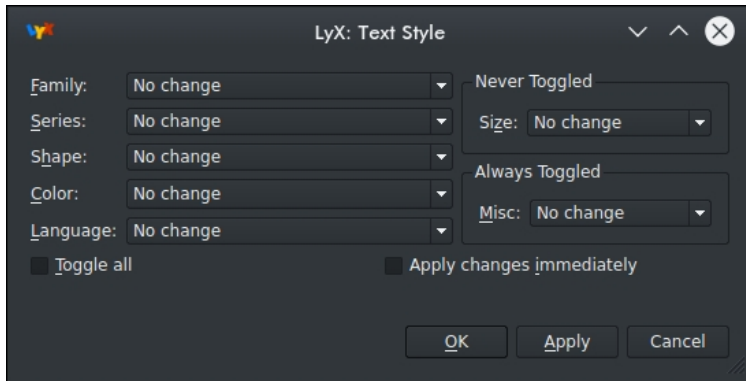 LyX: Text Style
Family: No change
Series: No change
Shape: No change
Color: No change
Language: No change
Never Toggled
Size: No change
Always Toggled
Misc: No change
Toggle all
Apply changes immediately
OK Apply Cancel